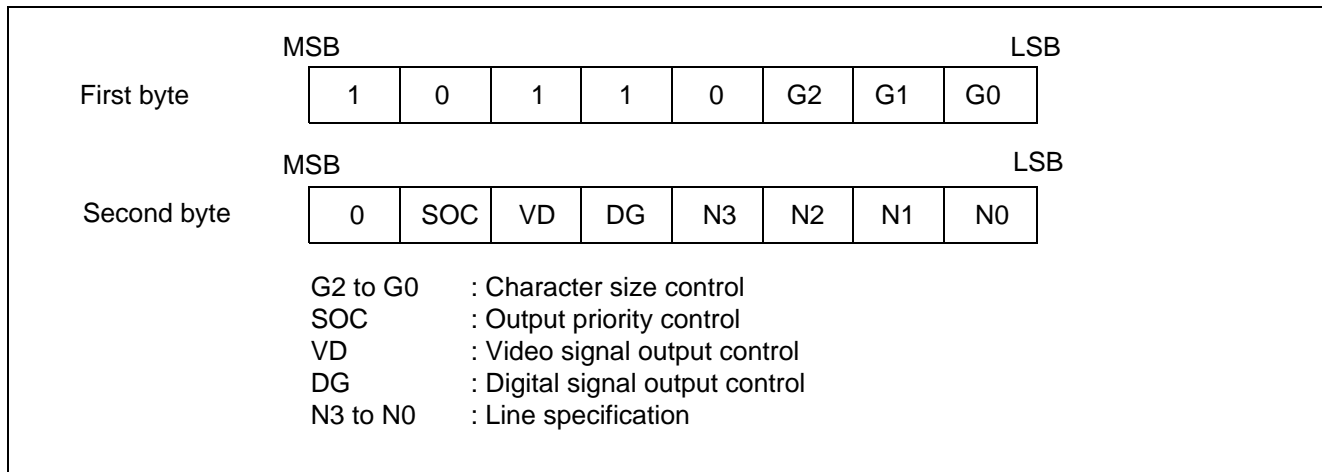 MSB LSB
First byte 1 0 1 1 0 G2 G1 G0
MSB LSB
Second byte 0 SOC VD DG N3 N2 N1 N0
G2 to G0 : Character size control
SOC : Output priority control
VD : Video signal output control
DG : Digital signal output control
N3 to N0 : Line specification